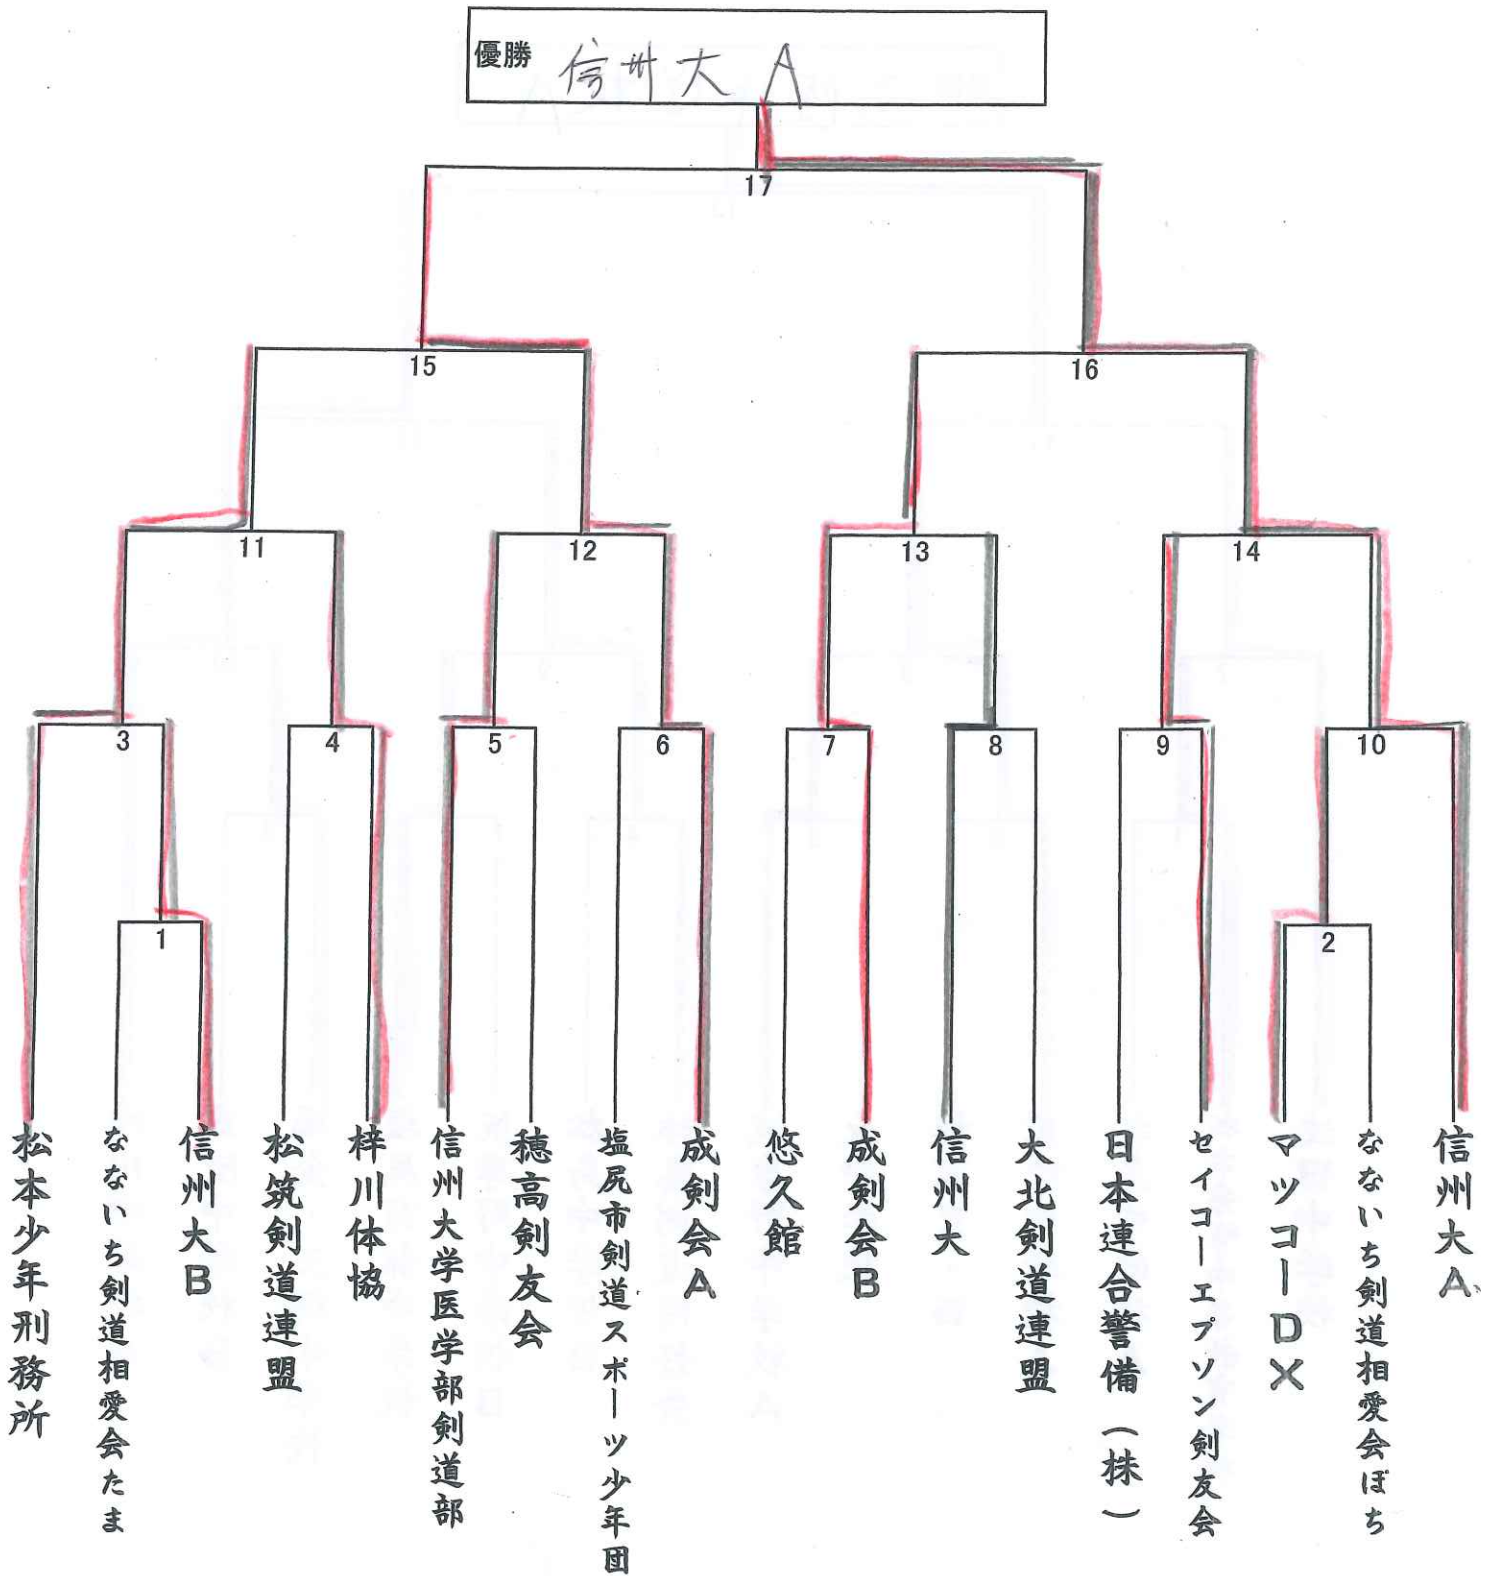 優勝 信州大 A
17
15
16
11
12
13
14
3
4
5
6
7
8
9
10
1
2
松本少年刑務所
なないち剣道相愛会たま
信州大B
松筑剣道連盟
梓川体協
信州大学医学部剣道部
穂高剣友会
塩尻市剣道スポーツ少年団
成剣会A
悠久館
成剣会B
信州大
大北剣道連盟
日本連合警備（株）
セイコーエプソン剣友会
マツコーDX
なないち剣道相愛会ぽち
信州大A